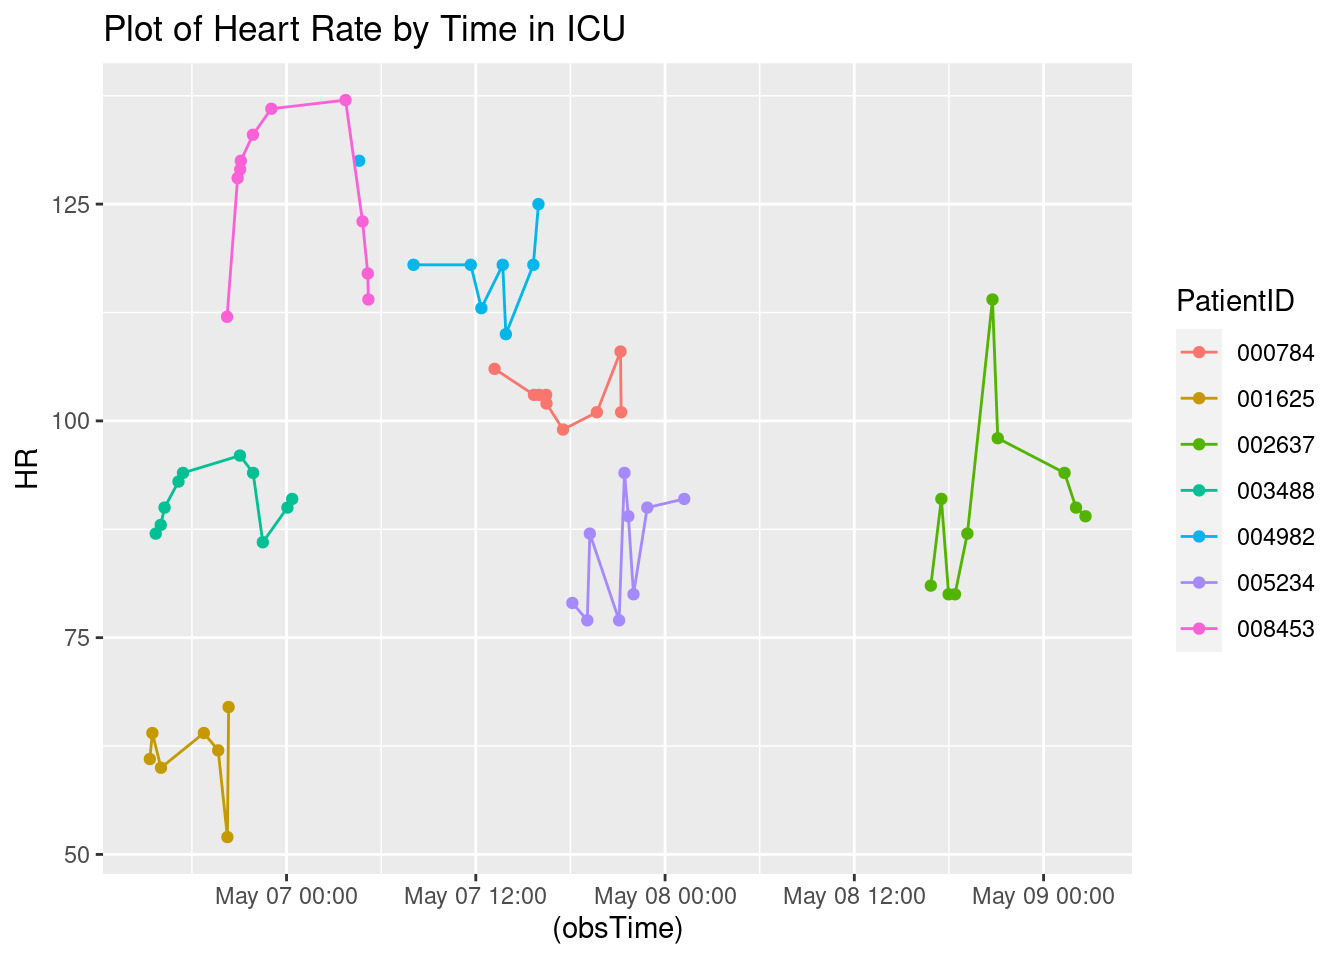 Plot of Heart Rate by Time in ICU
125
100
75
50
HR
May 07 00:00
May 07 12:00
May 08 00:00
May 08 12:00
May 09 00:00
(obsTime)
PatientID
000784
001625
002637
003488
004982
005234
008453